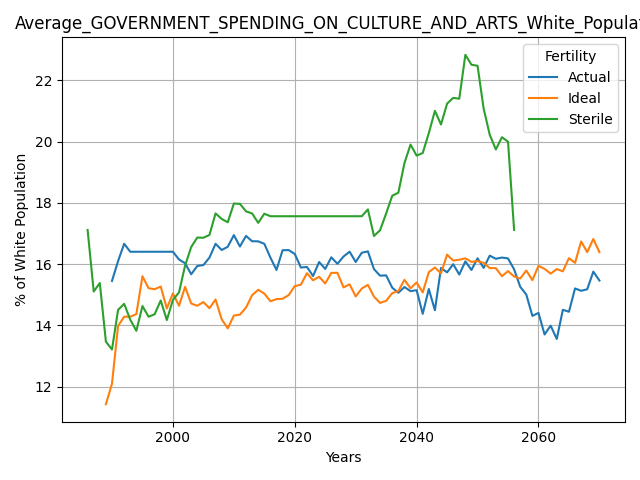 Average_GOVERNMENT_SPENDING_ON_CULTURE_AND_ARTS_White_Populat
Fertility
Actual
Ideal
Sterile
% of White Population
22
20
18
16
14
12
2000 2020 2040 2060
Years